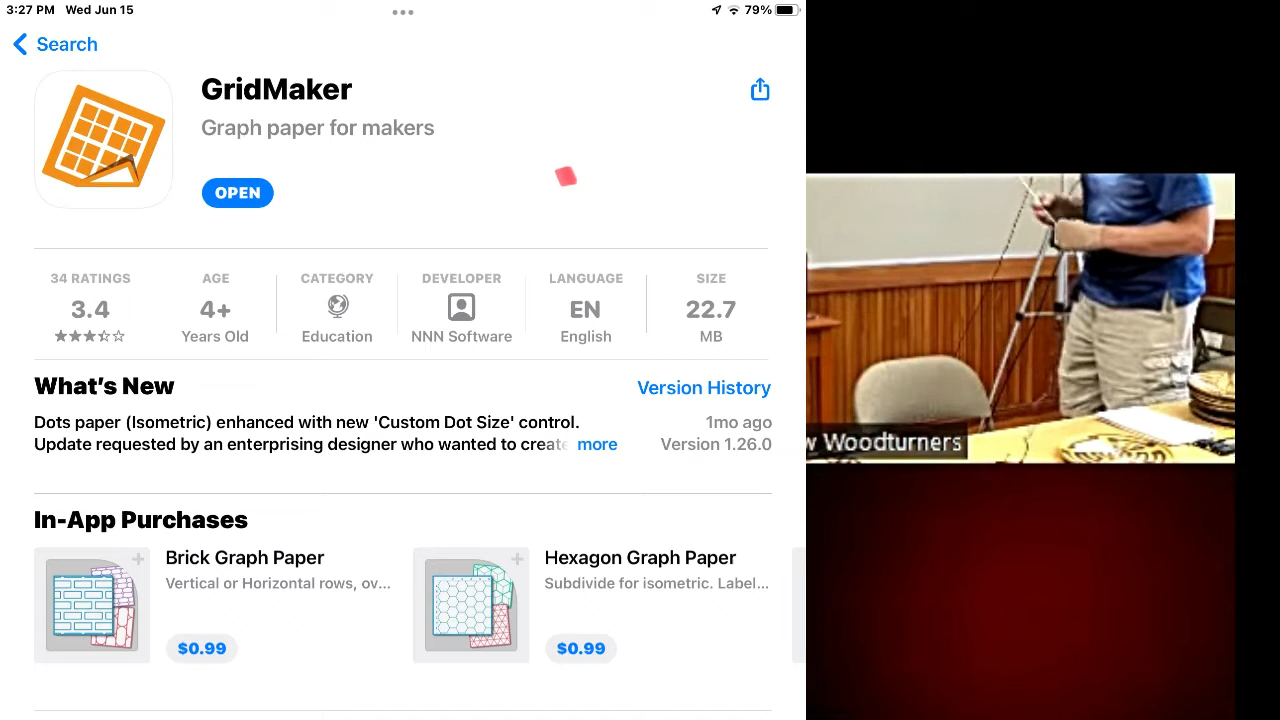 3:27 PM Wed Jun 15
79%
Search
GridMaker
Graph paper for makers
OPEN
34 RATINGS
3.4
AGE
4+
Years Old
CATEGORY
Education
DEVELOPER
NNN Software
LANGUAGE
EN
English
SIZE
22.7
MB
What's New
Version History
Dots paper (Isometric) enhanced with new 'Custom Dot Size' control.
1mo ago
Update requested by an enterprising designer who wanted to create more
Version 1.26.0
In-App Purchases
Brick Graph Paper
Vertical or Horizontal rows, ov...
$0.99
Hexagon Graph Paper
Subdivide for isometric. Label...
$0.99
w Woodturners